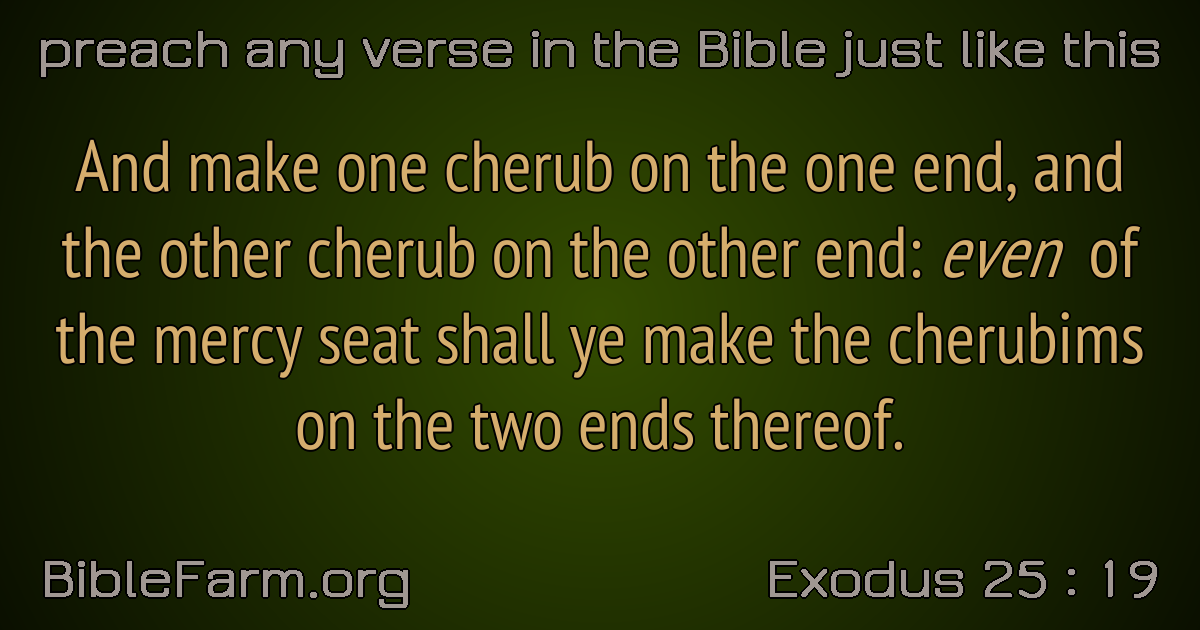 preach any verse in the Bible just like this
And make one cherub on the one end, and
the other cherub on the other end: even of
the mercy seat shall ye make the cherubims
on the two ends thereof.
BibleFarm.org
Exodus 25 : 19